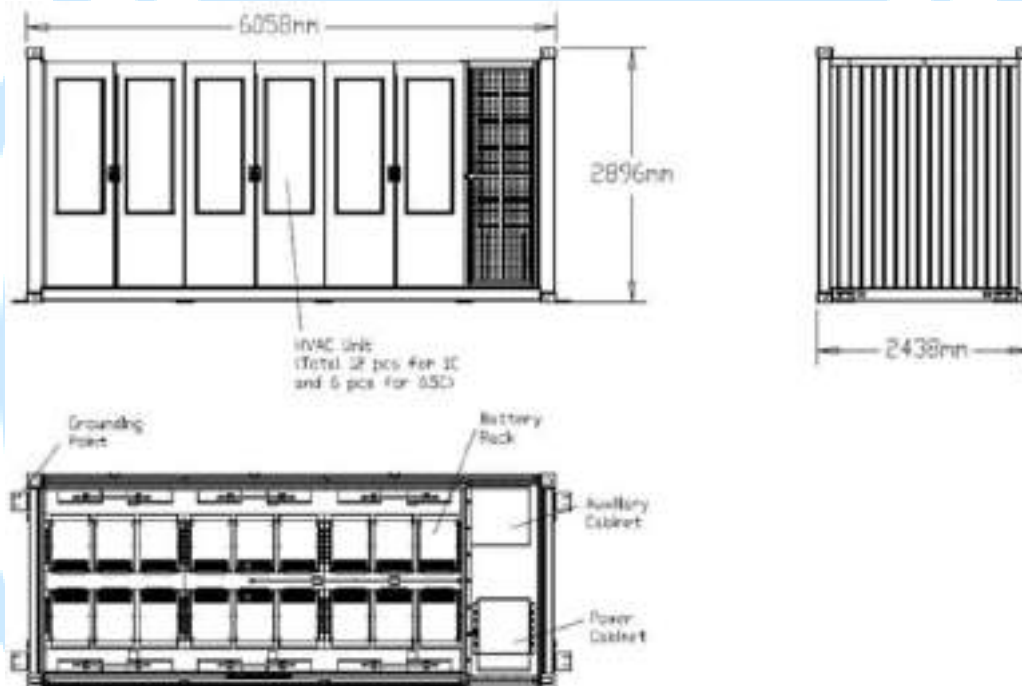 6058mm
2896mm
HVAC Unit
(Total 12 pcs for 1C
and 6 pcs for 0.5C)
2438mm
Grounding
Point
Battery
Rack
Auxiliary
Cabinet
Power
Cabinet